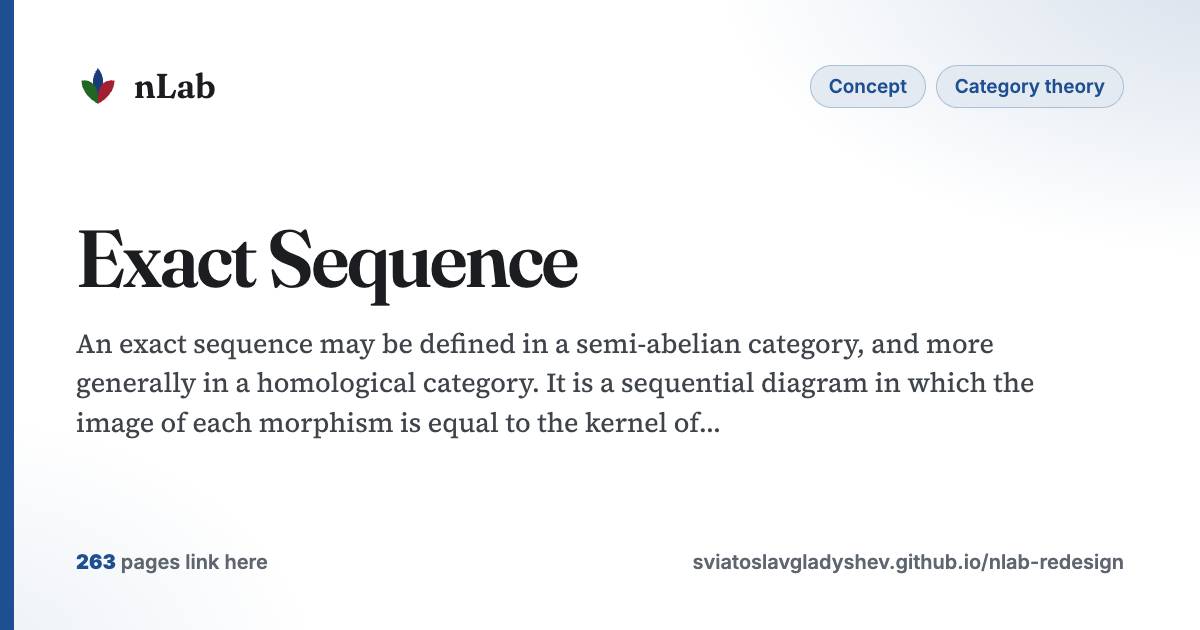 nLab
Concept
Category theory
Exact Sequence
An exact sequence may be defined in a semi-abelian category, and more
generally in a homological category. It is a sequential diagram in which the
image of each morphism is equal to the kernel of...
263 pages link here
sviatoslavgladyshev.github.io/nlab-redesign